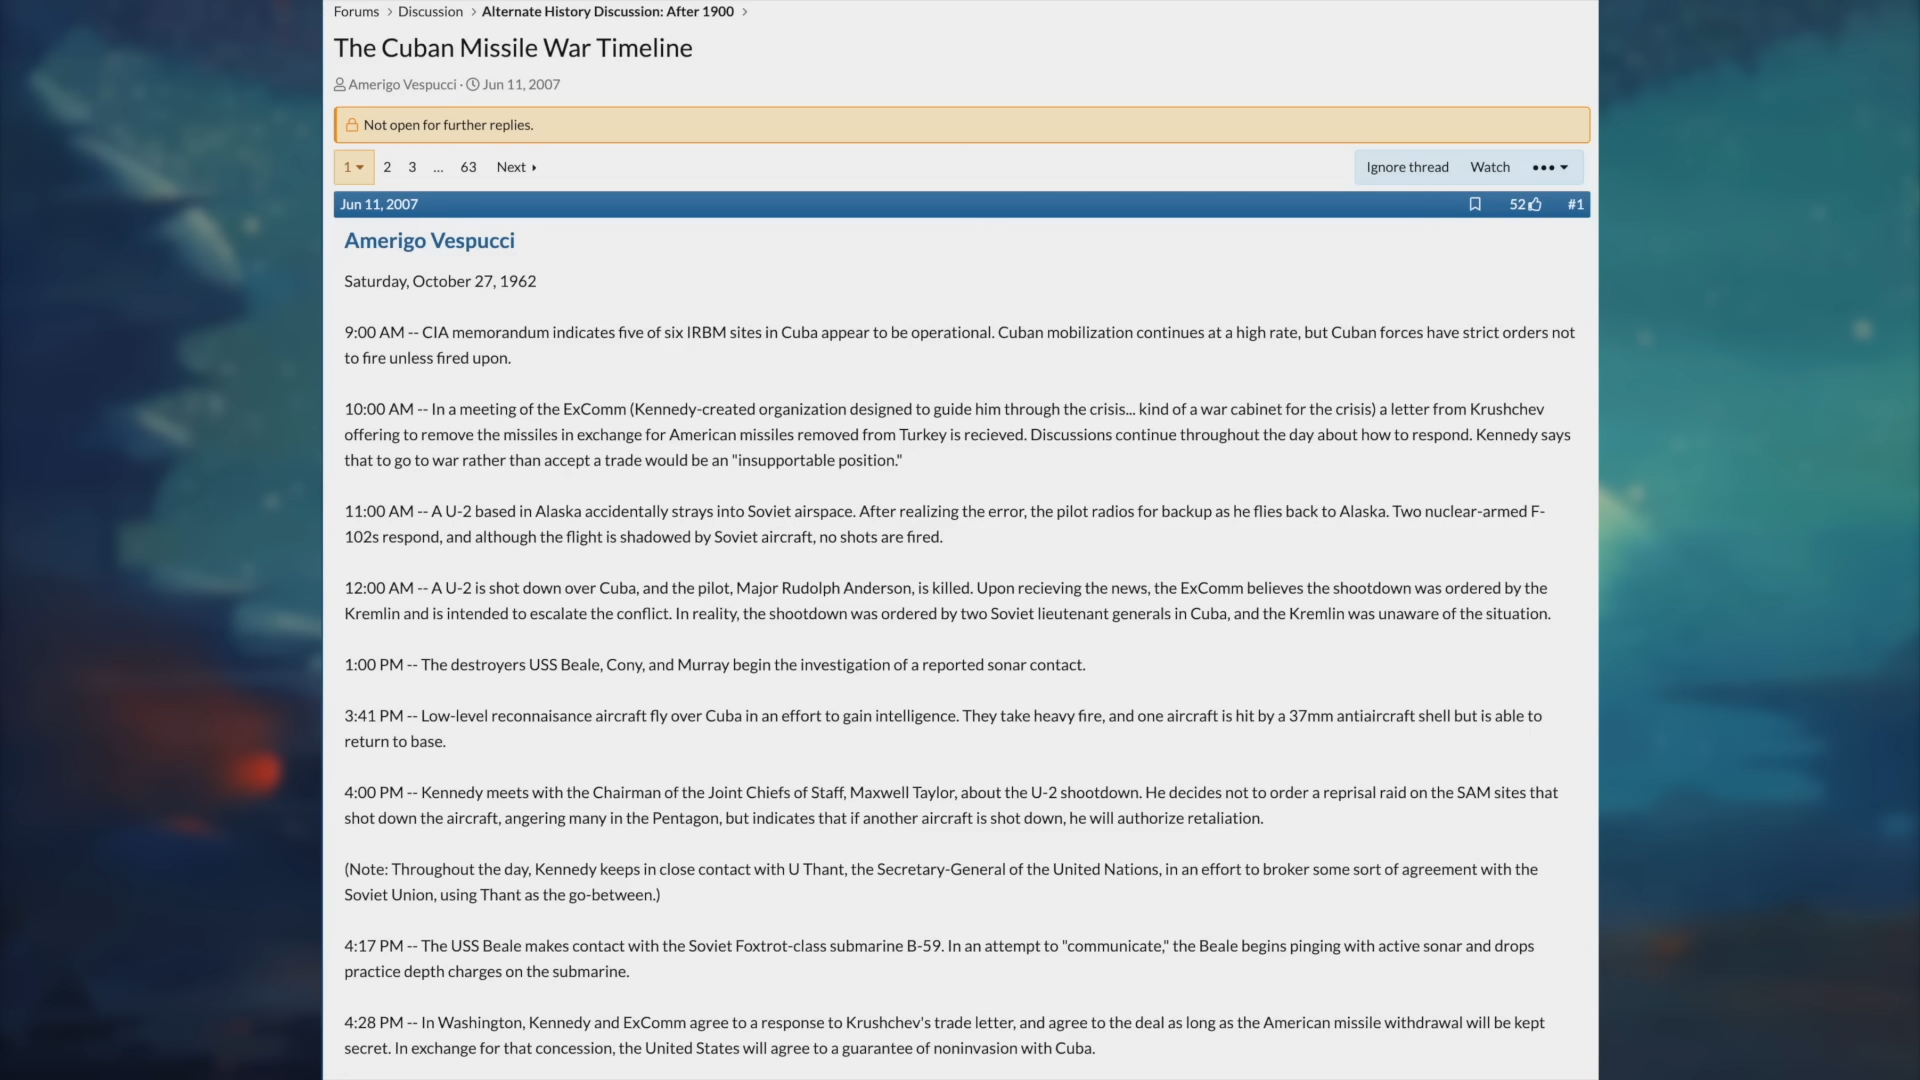 Forums > Discussion > Alternate History Discussion: After 1900 >
The Cuban Missile War Timeline
Amerigo Vespucci · Jun 11, 2007
Not open for further replies.
1 2 3 ... 63 Next Ignore thread Watch •••
Jun 11, 2007 52 #1
Amerigo Vespucci
Saturday, October 27, 1962
9:00 AM -- CIA memorandum indicates five of six IRBM sites in Cuba appear to be operational. Cuban mobilization continues at a high rate, but Cuban forces have strict orders not
to fire unless fired upon.
10:00 AM -- In a meeting of the ExComm (Kennedy-created organization designed to guide him through the crisis... kind of a war cabinet for the crisis) a letter from Krushchev
offering to remove the missiles in exchange for American missiles removed from Turkey is recieved. Discussions continue throughout the day about how to respond. Kennedy says
that to go to war rather than accept a trade would be an "insupportable position."
11:00 AM -- A U-2 based in Alaska accidentally strays into Soviet airspace. After realizing the error, the pilot radios for backup as he flies back to Alaska. Two nuclear-armed F-
102s respond, and although the flight is shadowed by Soviet aircraft, no shots are fired.
12:00 AM -- A U-2 is shot down over Cuba, and the pilot, Major Rudolph Anderson, is killed. Upon recieving the news, the ExComm believes the shootdown was ordered by the
Kremlin and is intended to escalate the conflict. In reality, the shootdown was ordered by two Soviet lieutenant generals in Cuba, and the Kremlin was unaware of the situation.
1:00 PM -- The destroyers USS Beale, Cony, and Murray begin the investigation of a reported sonar contact.
3:41 PM -- Low-level reconnaisance aircraft fly over Cuba in an effort to gain intelligence. They take heavy fire, and one aircraft is hit by a 37mm antiaircraft shell but is able to
return to base.
4:00 PM -- Kennedy meets with the Chairman of the Joint Chiefs of Staff, Maxwell Taylor, about the U-2 shootdown. He decides not to order a reprisal raid on the SAM sites that
shot down the aircraft, angering many in the Pentagon, but indicates that if another aircraft is shot down, he will authorize retaliation.
(Note: Throughout the day, Kennedy keeps in close contact with U Thant, the Secretary-General of the United Nations, in an effort to broker some sort of agreement with the
Soviet Union, using Thant as the go-between.)
4:17 PM -- The USS Beale makes contact with the Soviet Foxtrot-class submarine B-59. In an attempt to "communicate," the Beale begins pinging with active sonar and drops
practice depth charges on the submarine.
4:28 PM -- In Washington, Kennedy and ExComm agree to a response to Krushchev's trade letter, and agree to the deal as long as the American missile withdrawal will be kept
secret. In exchange for that concession, the United States will agree to a guarantee of noninvasion with Cuba.